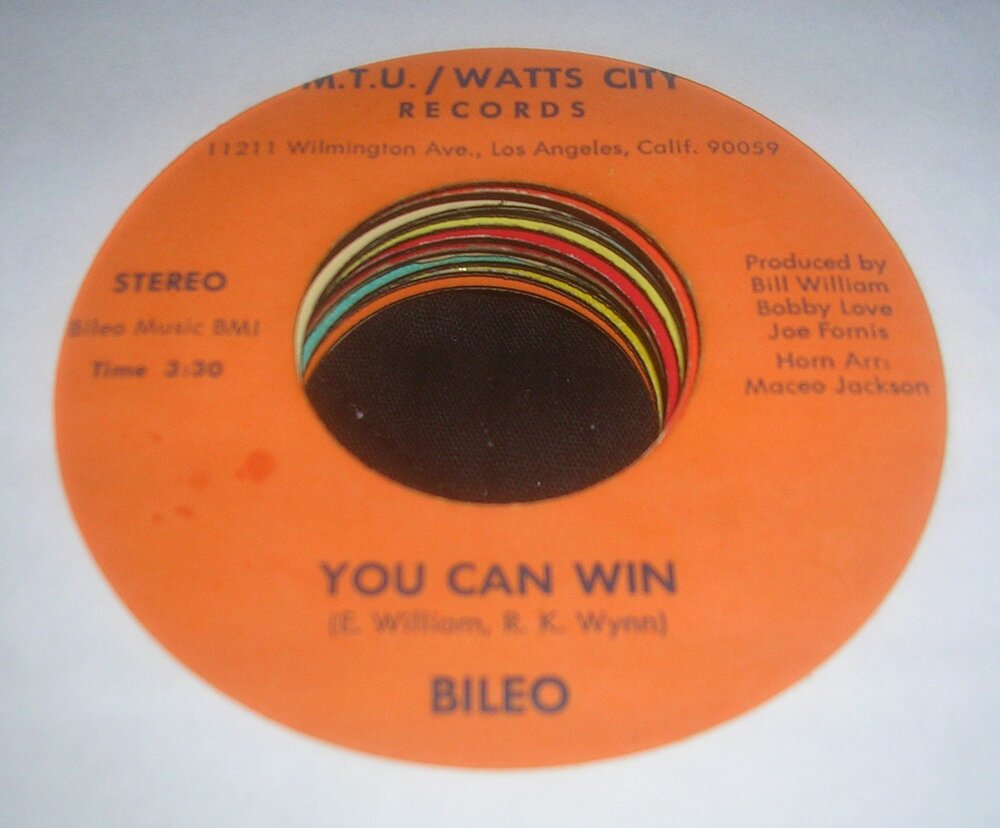 M.T.U. / WATTS CITY
RECORDS
11211 Wilmington Ave., Los Angeles, Calif. 90059
STEREO
Bileo Music BMI
Time 3:30
Produced by
Bill William
Bobby Love
Joe Fornis
Horn Arr:
Maceo Jackson
YOU CAN WIN
(E. William, R. K. Wynn)
BILEO